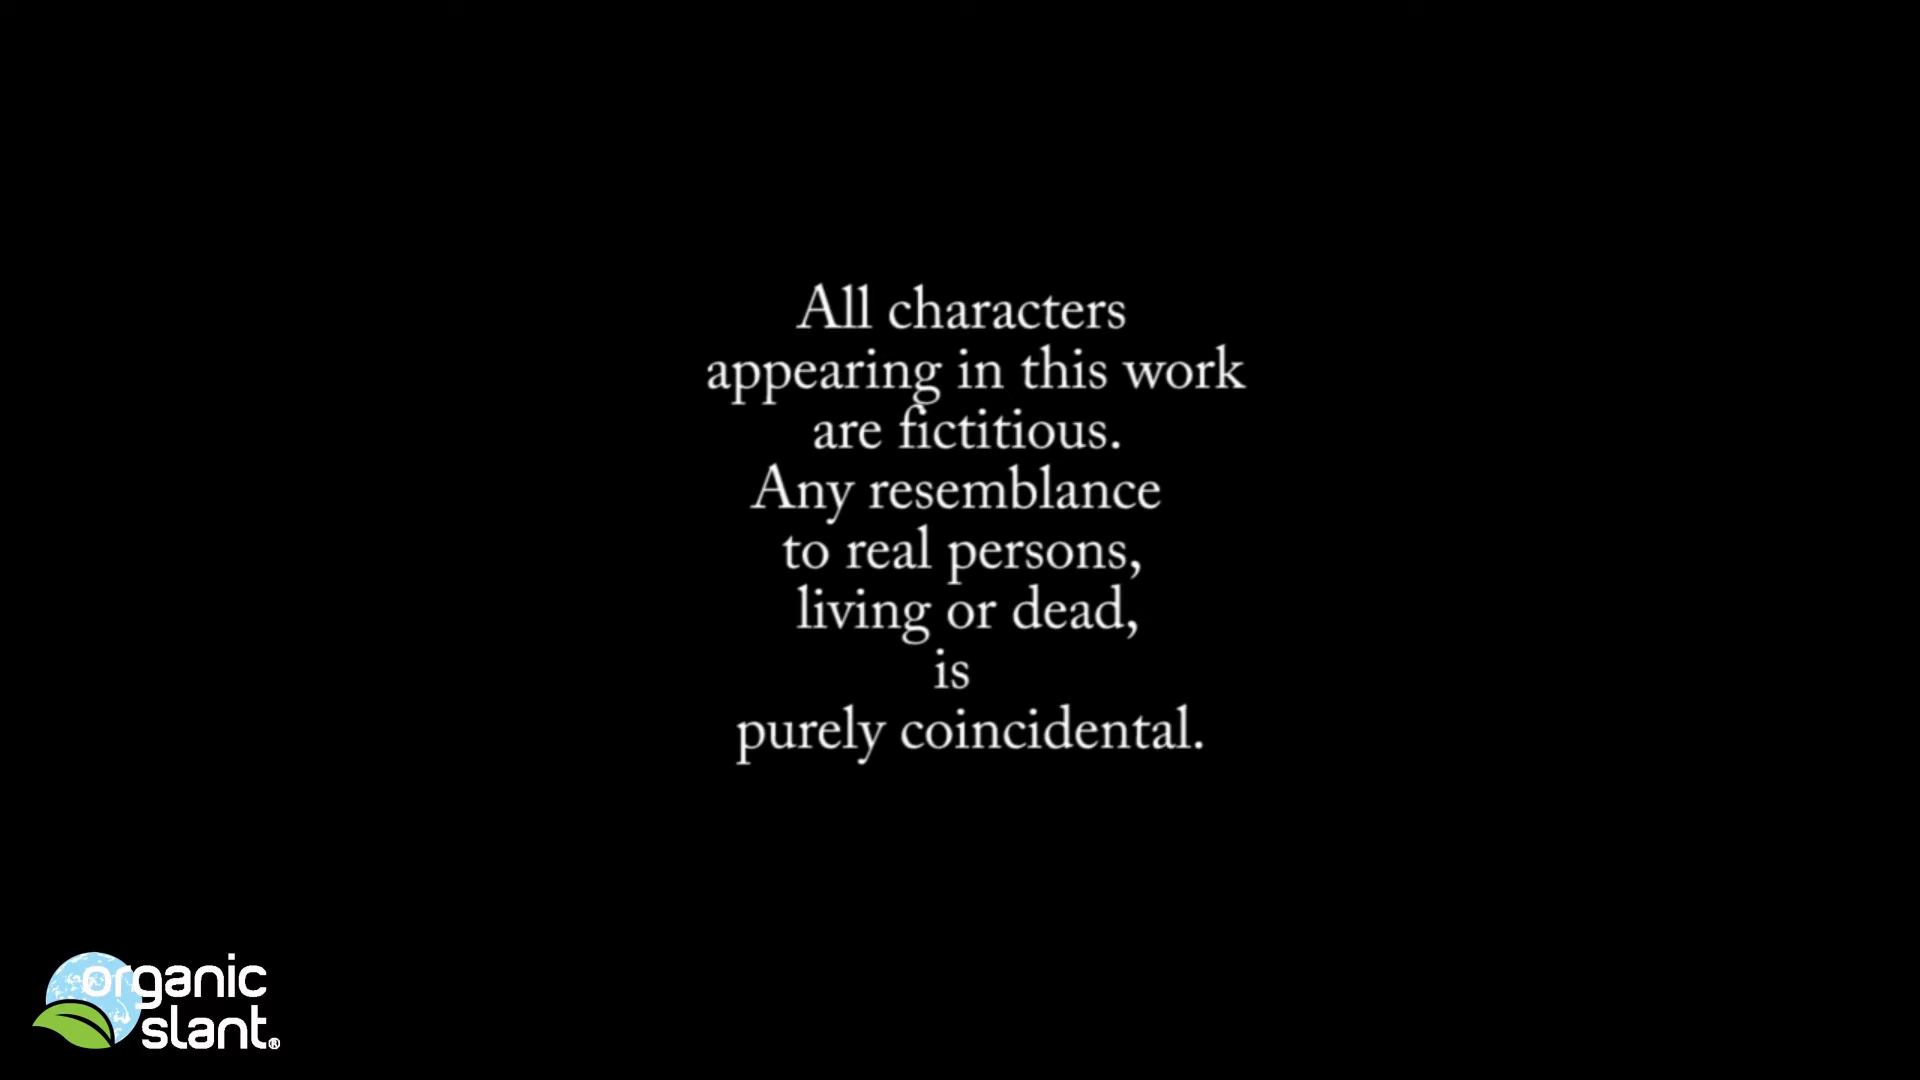 All characters
appearing in this work
are fictitious.
Any resemblance
to real persons,
living or dead,
is
purely coincidental.
organic
slant®